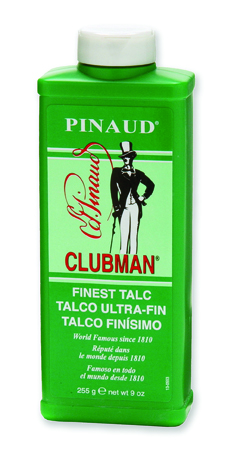 PINAUD®
Ed. Pinaud
CLUBMAN®
FINEST TALC
TALCO ULTRA-FIN
TALCO FINÍSIMO
World Famous since 1810
Réputé dans
le monde depuis 1810
Famoso en todo
el mundo desde 1810
255 g e net wt 9 oz